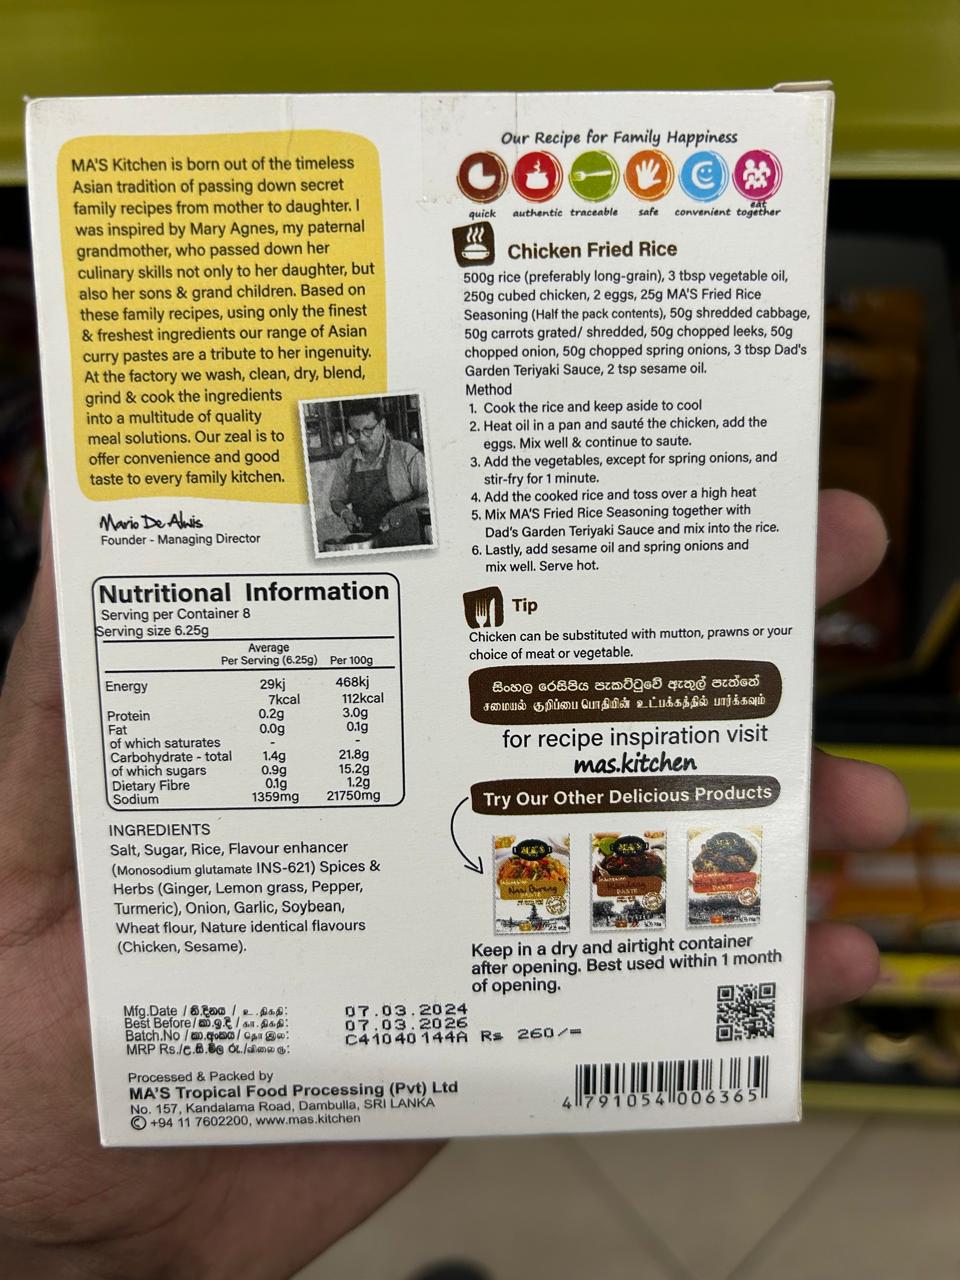 MA'S Kitchen is born out of the timeless
Asian tradition of passing down secret
family recipes from mother to daughter. I
was inspired by Mary Agnes, my paternal
grandmother, who passed down her
culinary skills not only to her daughter, but
also her sons & grand children. Based on
these family recipes, using only the finest
& freshest ingredients our range of Asian
curry pastes are a tribute to her ingenuity.
At the factory we wash, clean, dry, blend,
grind & cook the ingredients
into a multitude of quality
meal solutions. Our zeal is to
offer convenience and good
taste to every family kitchen.
Mario De Alwis
Founder - Managing Director
Nutritional Information
Serving per Container 8
Serving size 6.25g
Average
Per Serving (6.25g) Per 100g
Energy 29kj 468kj
7kcal 112kcal
Protein 0.2g 3.0g
Fat 0.0g 0.1g
of which saturates - -
Carbohydrate - total 1.4g 21.8g
of which sugars 0.9g 15.2g
Dietary Fibre 0.1g 1.2g
Sodium 1359mg 21750mg
INGREDIENTS
Salt, Sugar, Rice, Flavour enhancer
(Monosodium glutamate INS-621) Spices &
Herbs (Ginger, Lemon grass, Pepper,
Turmeric), Onion, Garlic, Soybean,
Wheat flour, Nature identical flavours
(Chicken, Sesame).
Our Recipe for Family Happiness
quick authentic traceable safe convenient eat together
Chicken Fried Rice
500g rice (preferably long-grain), 3 tbsp vegetable oil,
250g cubed chicken, 2 eggs, 25g MA'S Fried Rice
Seasoning (Half the pack contents), 50g shredded cabbage,
50g carrots grated/ shredded, 50g chopped leeks, 50g
chopped onion, 50g chopped spring onions, 3 tbsp Dad's
Garden Teriyaki Sauce, 2 tsp sesame oil.
Method
1. Cook the rice and keep aside to cool
2. Heat oil in a pan and sauté the chicken, add the
eggs. Mix well & continue to saute.
3. Add the vegetables, except for spring onions, and
stir-fry for 1 minute.
4. Add the cooked rice and toss over a high heat
5. Mix MA'S Fried Rice Seasoning together with
Dad's Garden Teriyaki Sauce and mix into the rice.
6. Lastly, add sesame oil and spring onions and
mix well. Serve hot.
Tip
Chicken can be substituted with mutton, prawns or your
choice of meat or vegetable.
සිංහල රෙසිපිය පැකට්ටුවේ ඇතුල් පැත්තේ
சமையல் குறிப்பை பொதியின் உட்பக்கத்தில் பார்க்கவும்
for recipe inspiration visit
mas.kitchen
Try Our Other Delicious Products
MA'S MA'S MA'S
Nasi Goreng Rendang
PASTE
Keep in a dry and airtight container
after opening. Best used within 1 month
of opening.
Mfg.Date / නි.දිනය / உ. திகதி: 07.03.2024
Best Before/ කා.ඉ.දි / கா. திகதி: 07.03.2026
Batch.No / කා.අංකය / தொ இல: C41040144A Rs 260/=
MRP Rs./උ.සි.මිල රු./விலை ரூ:
Processed & Packed by
MA'S Tropical Food Processing (Pvt) Ltd
No. 157, Kandalama Road, Dambulla, SRI LANKA
+94 11 7602200, www.mas.kitchen
4 791054 006365